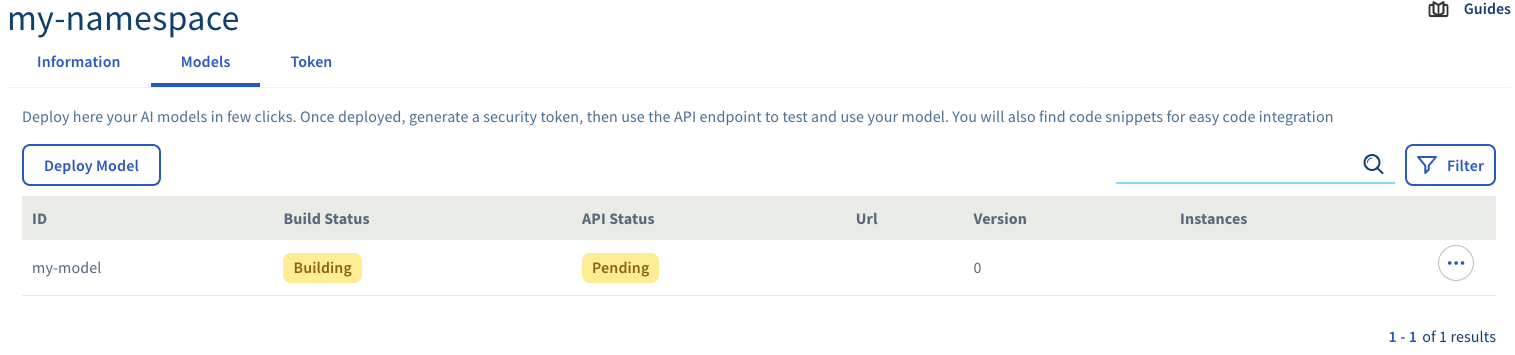 my-namespace
Guides
Information Models Token
Deploy here your AI models in few clicks. Once deployed, generate a security token, then use the API endpoint to test and use your model. You will also find code snippets for easy code integration
Deploy Model
Filter
ID Build Status API Status Url Version Instances
my-model Building Pending 0
1 - 1 of 1 results